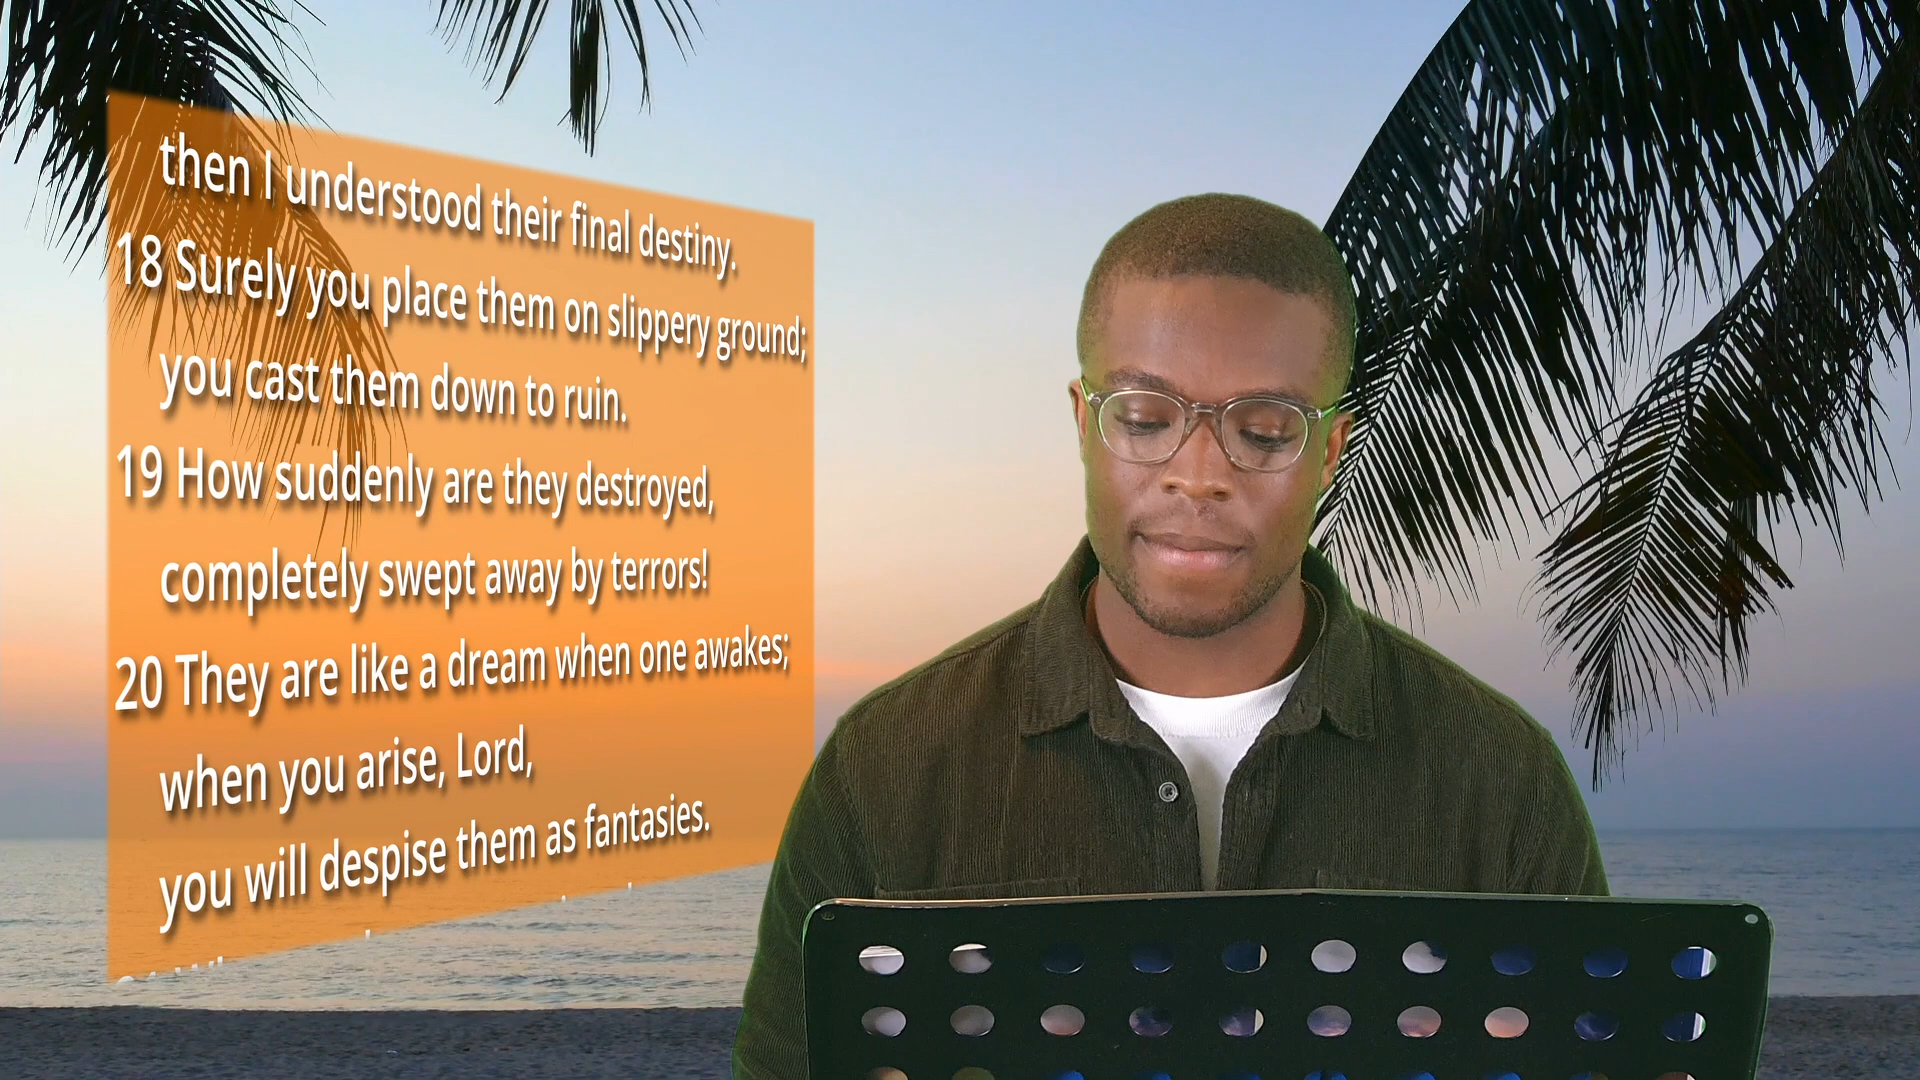 then I understood their final destiny.
18 Surely you place them on slippery ground;
you cast them down to ruin.
19 How suddenly are they destroyed,
completely swept away by terrors!
20 They are like a dream when one awakes;
when you arise, Lord,
you will despise them as fantasies.